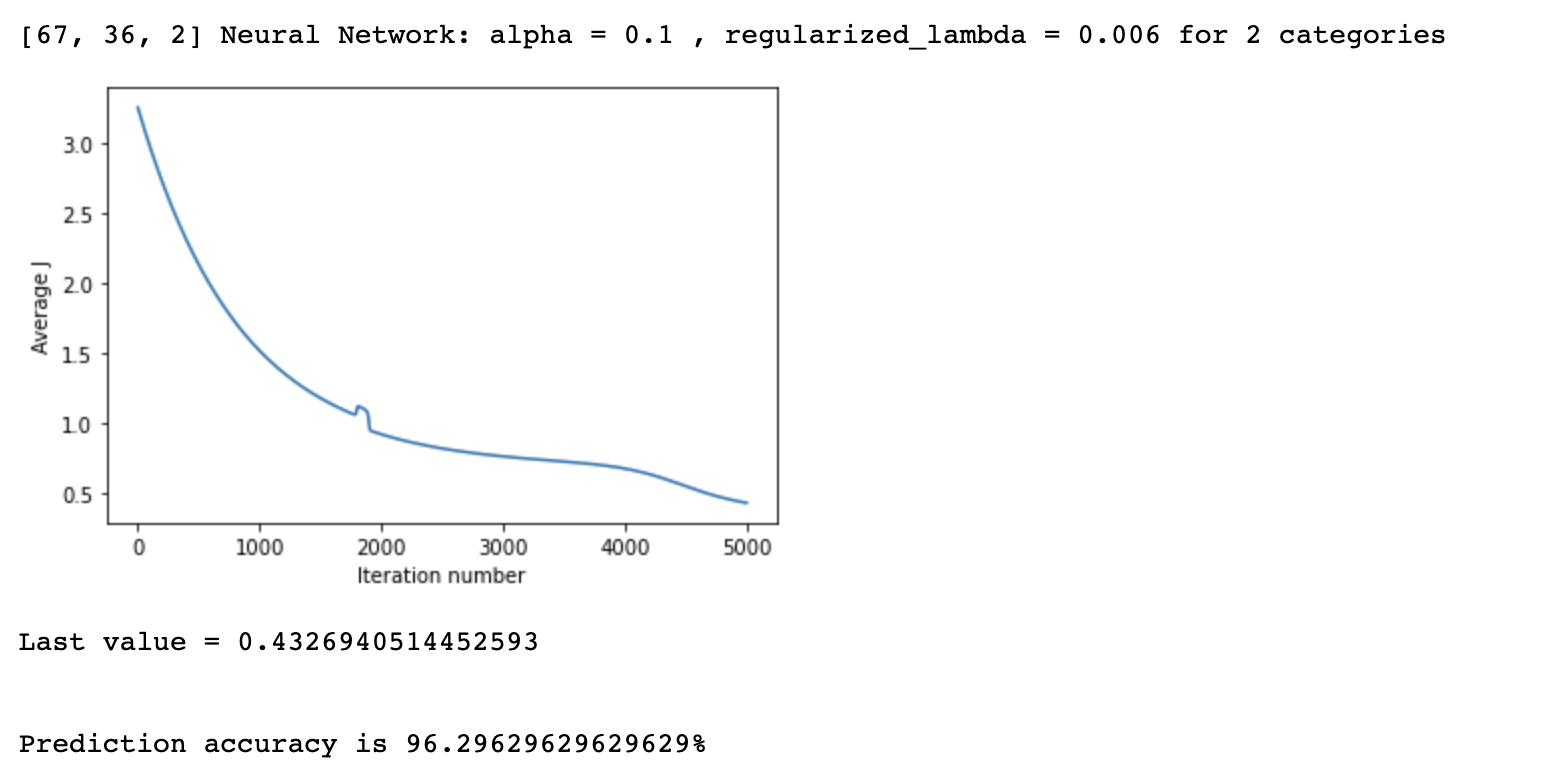 [67, 36, 2] Neural Network: alpha = 0.1 , regularized_lambda = 0.006 for 2 categories
3.0
2.5
2.0
1.5
1.0
0.5
Average J
0 1000 2000 3000 4000 5000
Iteration number
Last value = 0.4326940514452593
Prediction accuracy is 96.29629629629629%